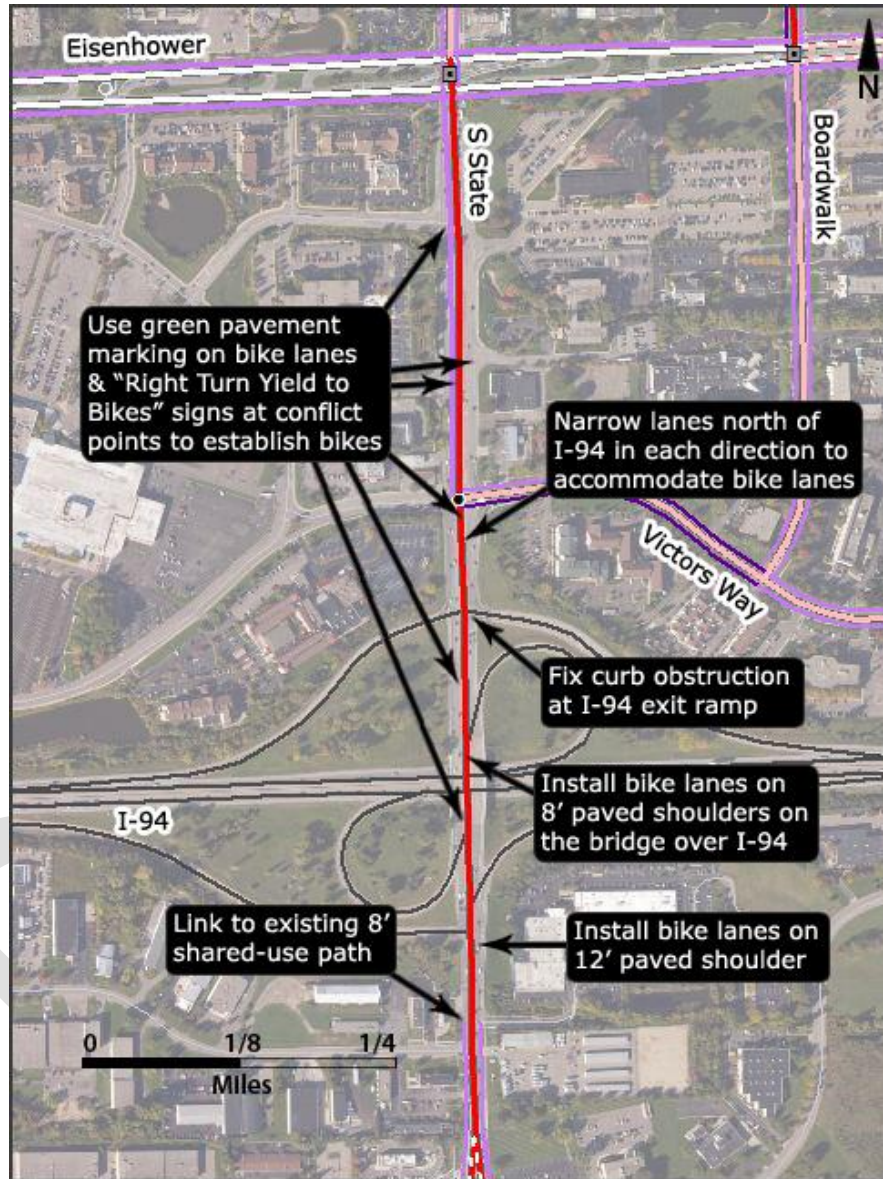 Eisenhower
N
S State
Boardwalk
Use green pavement
marking on bike lanes
& “Right Turn Yield to
Bikes” signs at conflict
points to establish bikes
Narrow lanes north of
I-94 in each direction to
accommodate bike lanes
Victors Way
Fix curb obstruction
at I-94 exit ramp
Install bike lanes on
8’ paved shoulders on
the bridge over I-94
I-94
Link to existing 8’
shared-use path
Install bike lanes on
12’ paved shoulder
0 1/8 1/4
Miles